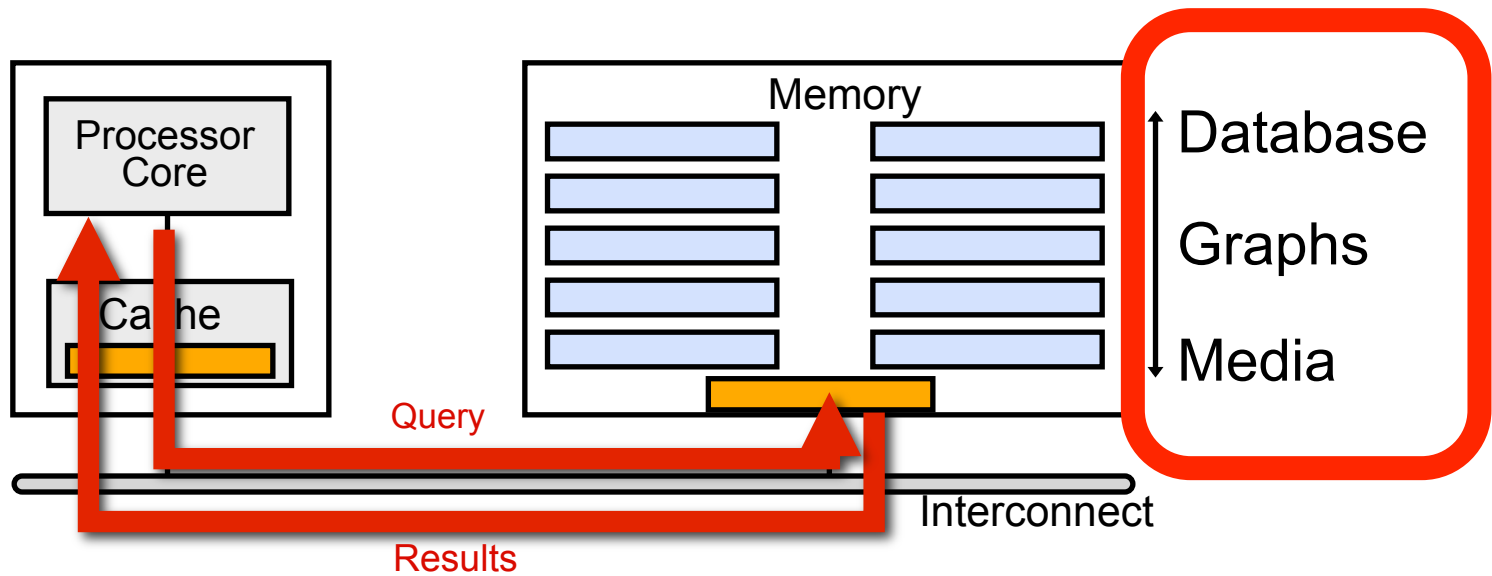 Processor
Core
Cache
Memory
Database
Graphs
Media
Query
Interconnect
Results